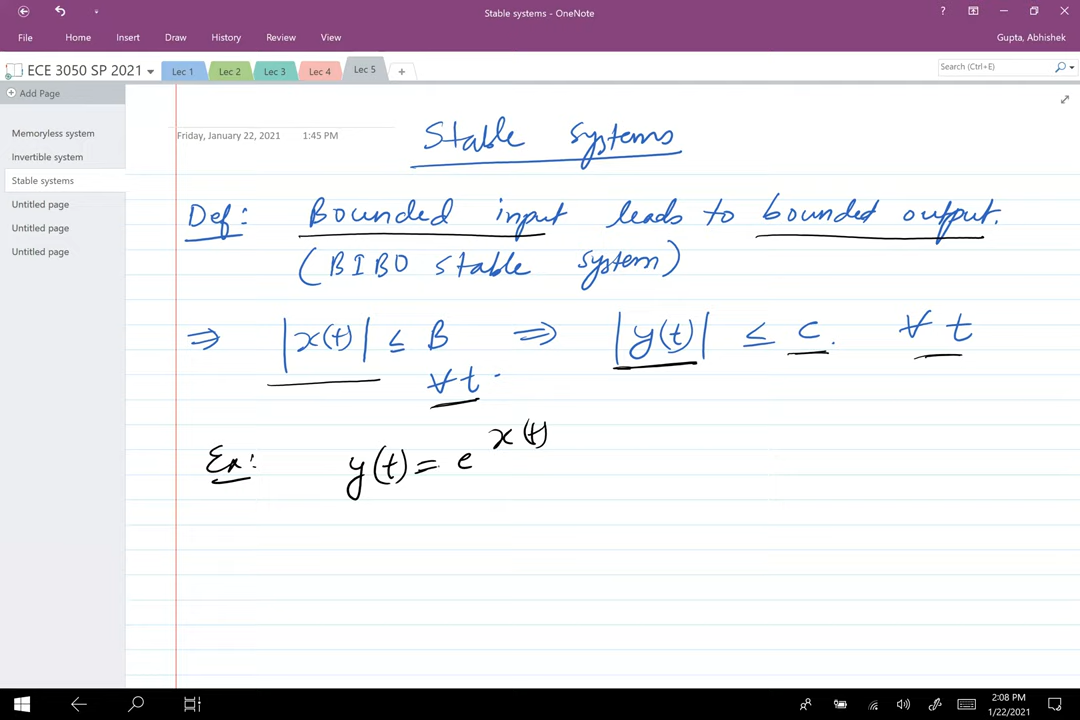 Stable systems - OneNote
?
File Home Insert Draw History Review View
Gupta, Abhishek
ECE 3050 SP 2021 Lec 1 Lec 2 Lec 3 Lec 4 Lec 5 +
Search (Ctrl+E)
Add Page
Memoryless system
Invertible system
Stable systems
Untitled page
Untitled page
Untitled page
Friday, January 22, 2021 1:45 PM
Stable systems
Def: Bounded input leads to bounded output.
(BIBO stable system)
⇒ |x(t)| ≤ B ⇒ |y(t)| ≤ C. ∀ t
∀ t.
Ex: y(t) = e^x(t)
2:08 PM
1/22/2021